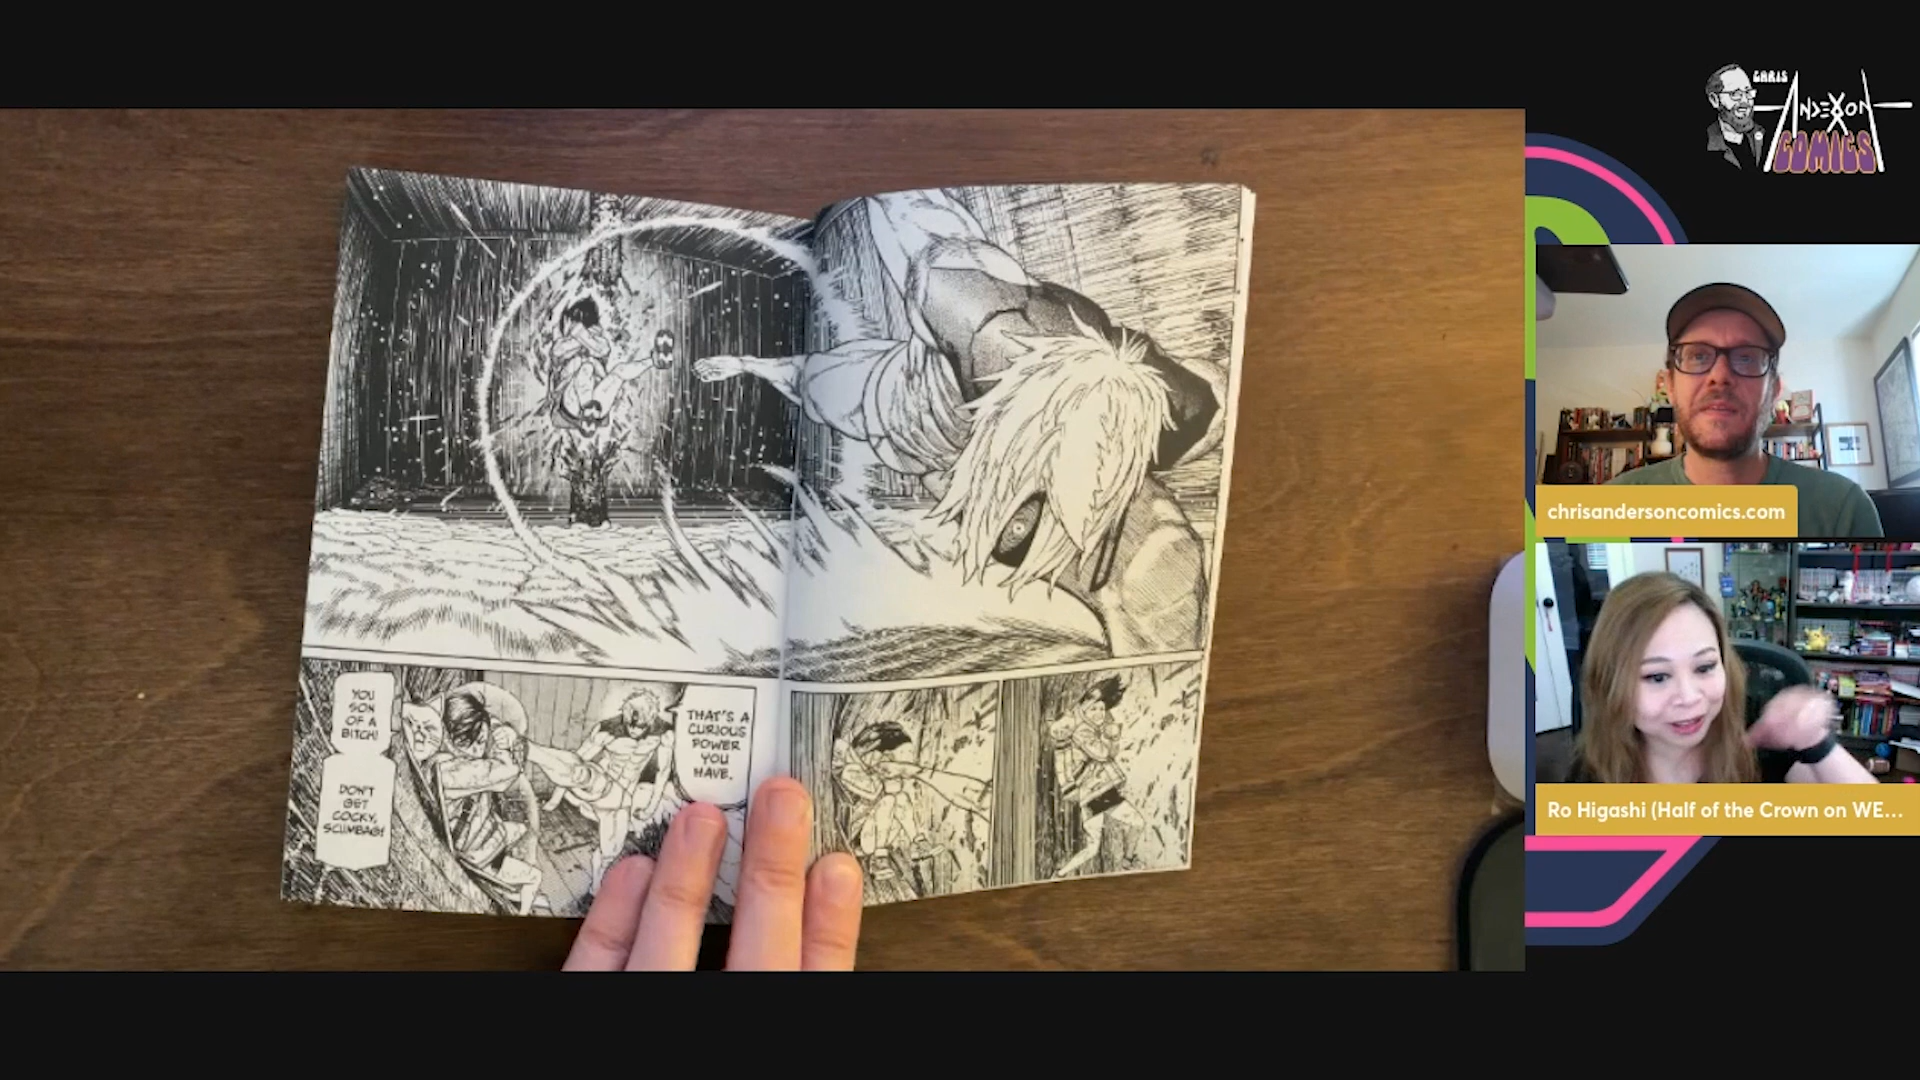 CHRIS
ANDERSON
COMICS
chrisandersoncomics.com
Ro Higashi (Half of the Crown on WE...
YOU
SON
OF A
BITCH!
DON'T
GET
COCKY,
SCUMBAG!
THAT'S A
CURIOUS
POWER
YOU
HAVE.